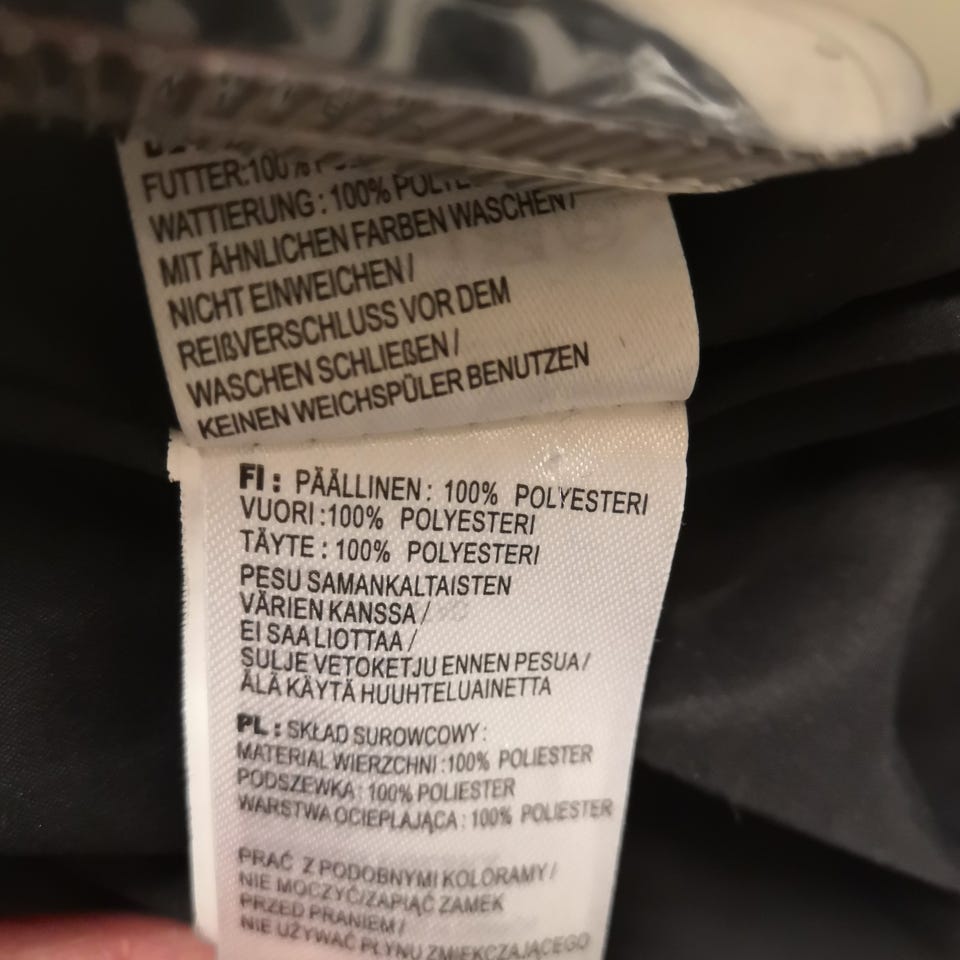 FUTTER:100%
WATTIERUNG : 100%
MIT ÄHNLICHEN FARBEN WASCHEN /
NICHT EINWEICHEN /
REIßVERSCHLUSS VOR DEM
WASCHEN SCHLIEßEN /
KEINEN WEICHSPÜLER BENUTZEN
FI : PÄÄLLINEN : 100% POLYESTERI
VUORI :100% POLYESTERI
TÄYTE : 100% POLYESTERI
PESU SAMANKALTAISTEN
VÄRIEN KANSSA /
EI SAA LIOTTAA /
SULJE VETOKETJU ENNEN PESUA /
ÄLÄ KÄYTÄ HUUHTELUAINETTA
PL : SKŁAD SUROWCOWY :
MATERIAL WIERZCHNI :100% POLIESTER
PODSZEWKA : 100% POLIESTER
WARSTWA OCIEPLAJĄCA : 100% POLIESTER
PRAĆ Z PODOBNYMI KOLORAMY /
NIE MOCZYĆ/ZAPIĄĆ ZAMEK
PRZED PRANIEM /
NIE UŻYWAĆ PŁYNU ZMIĘKCZAJĄCEGO